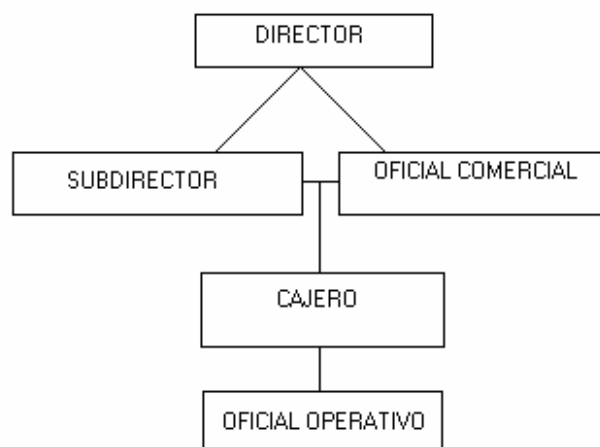 DIRECTOR
SUBDIRECTOR
OFICIAL COMERCIAL
CAJERO
OFICIAL OPERATIVO